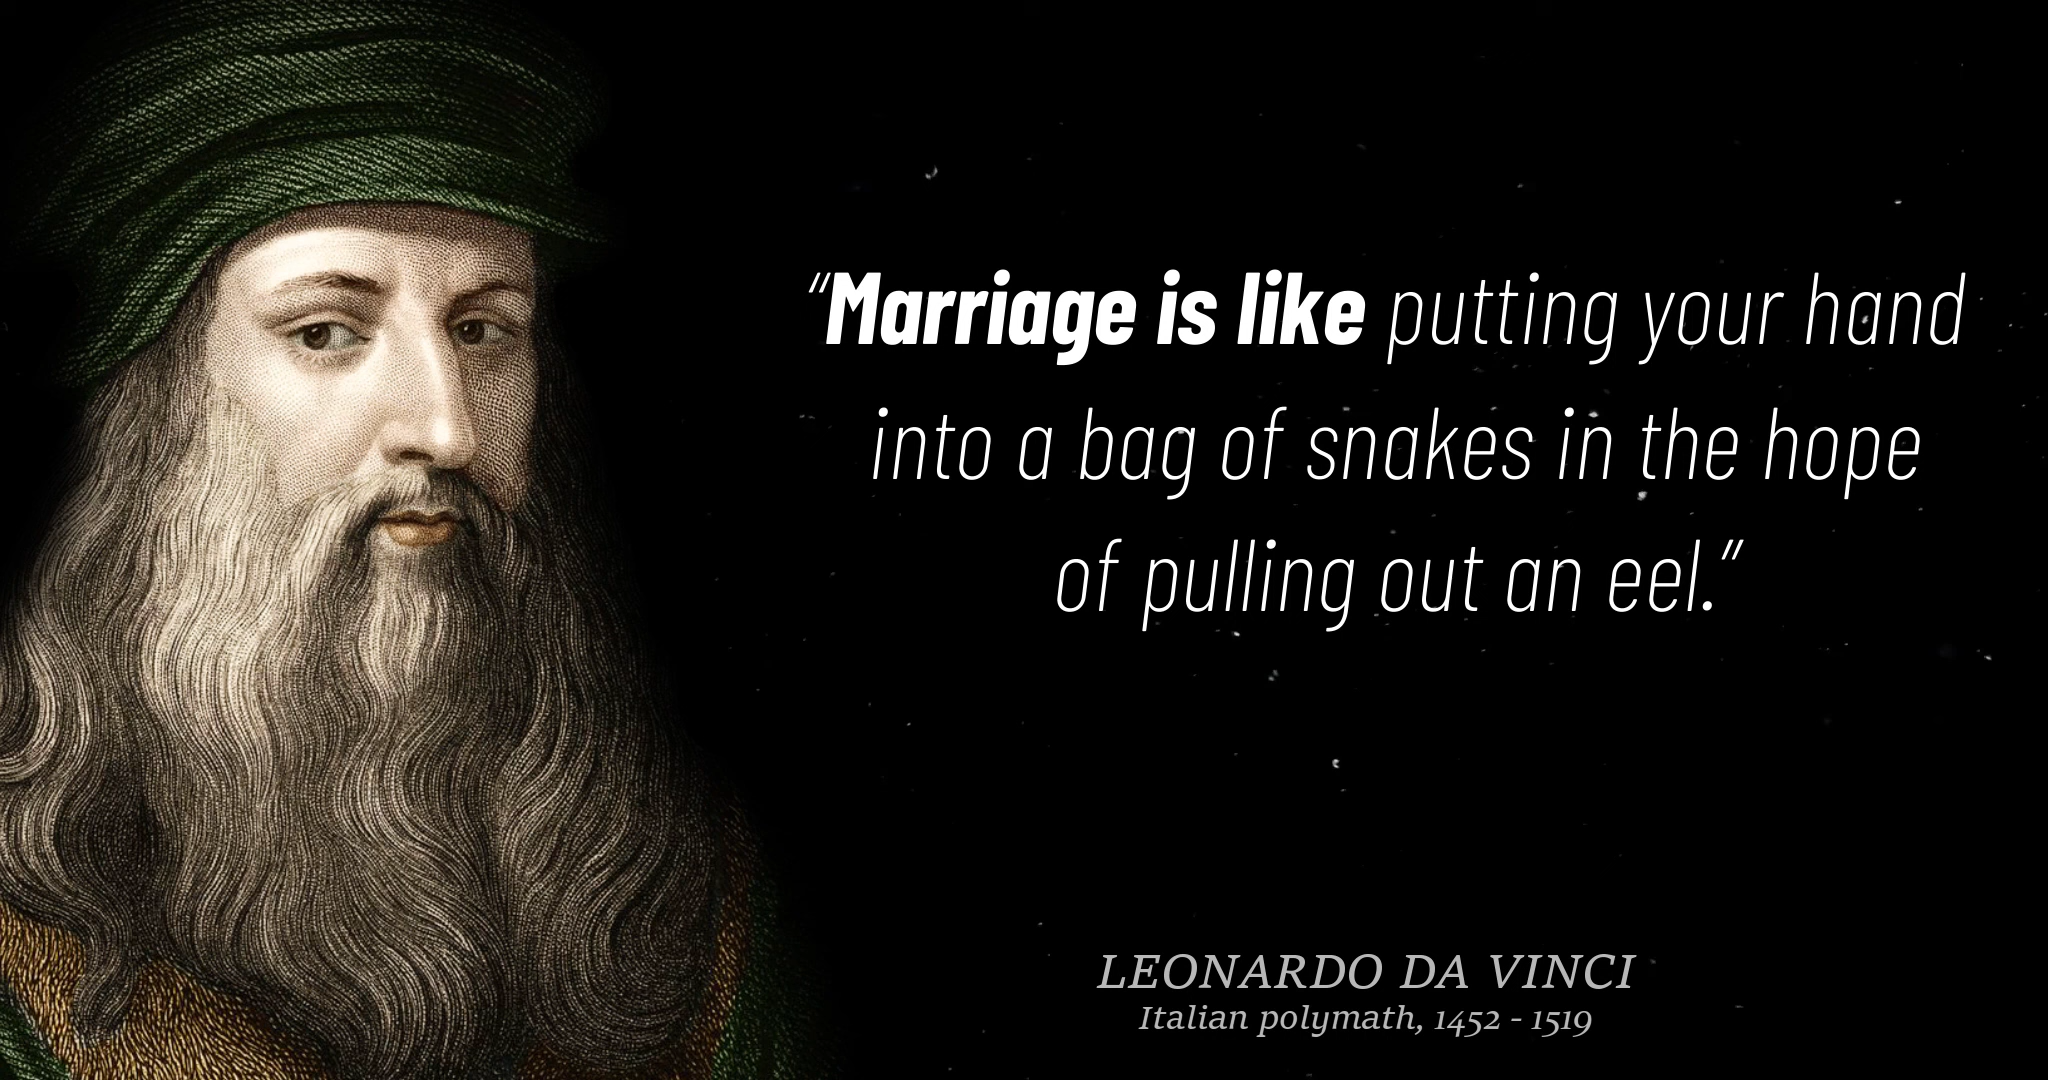 “Marriage is like putting your hand
into a bag of snakes in the hope
of pulling out an eel.”
LEONARDO DA VINCI
Italian polymath, 1452 - 1519